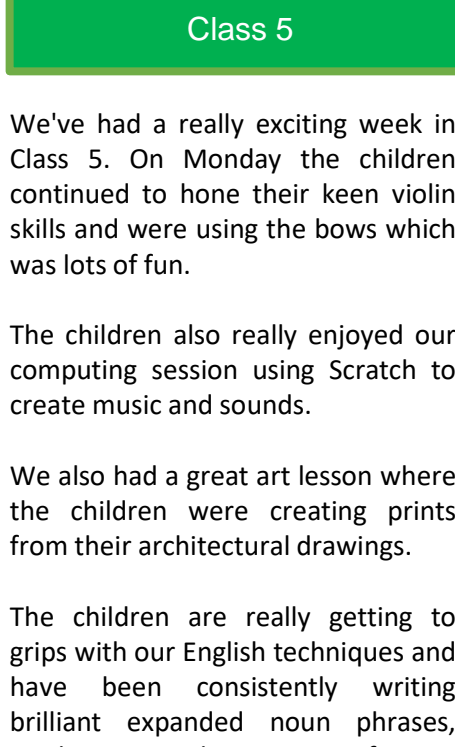 Class 5
We've had a really exciting week in
Class 5. On Monday the children
continued to hone their keen violin
skills and were using the bows which
was lots of fun.
The children also really enjoyed our
computing session using Scratch to
create music and sounds.
We also had a great art lesson where
the children were creating prints
from their architectural drawings.
The children are really getting to
grips with our English techniques and
have been consistently writing
brilliant expanded noun phrases,